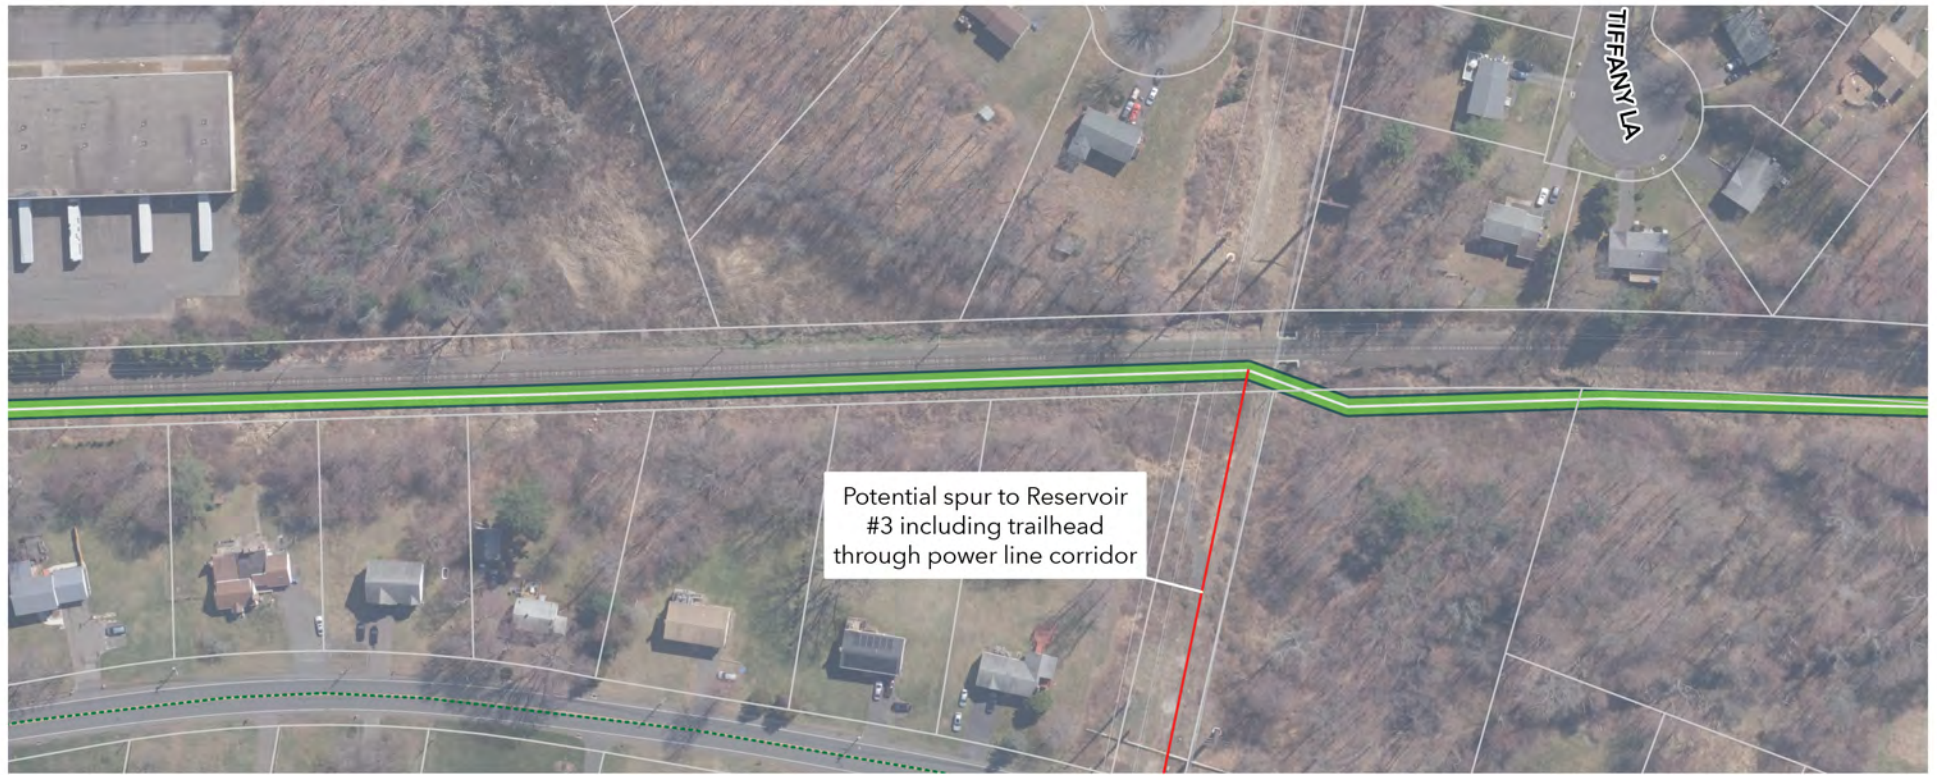 TIFFANY LA
Potential spur to Reservoir
#3 including trailhead
through power line corridor